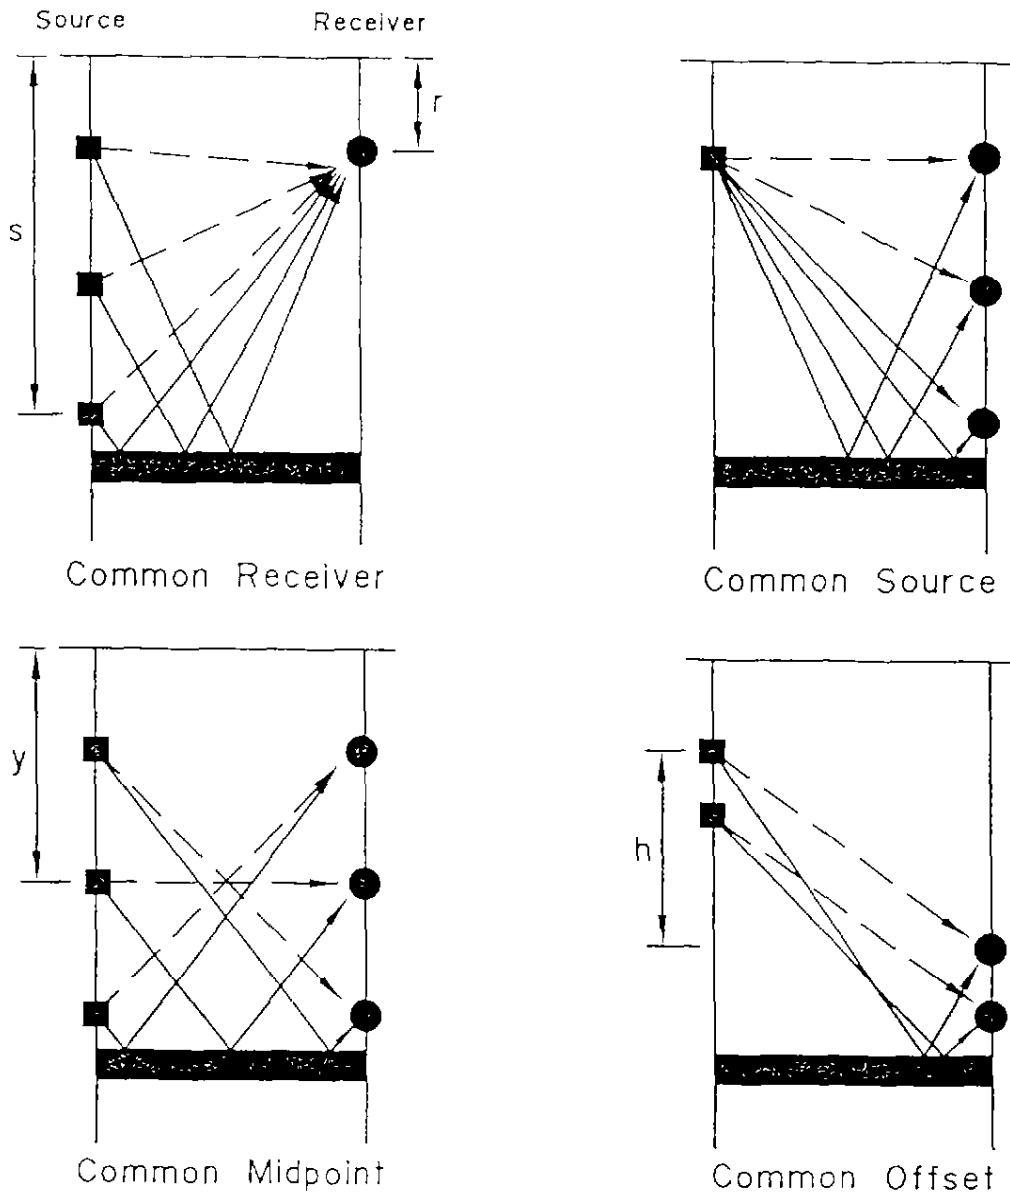 Source
Receiver
r
s
Common Receiver
Common Source
y
h
Common Midpoint
Common Offset